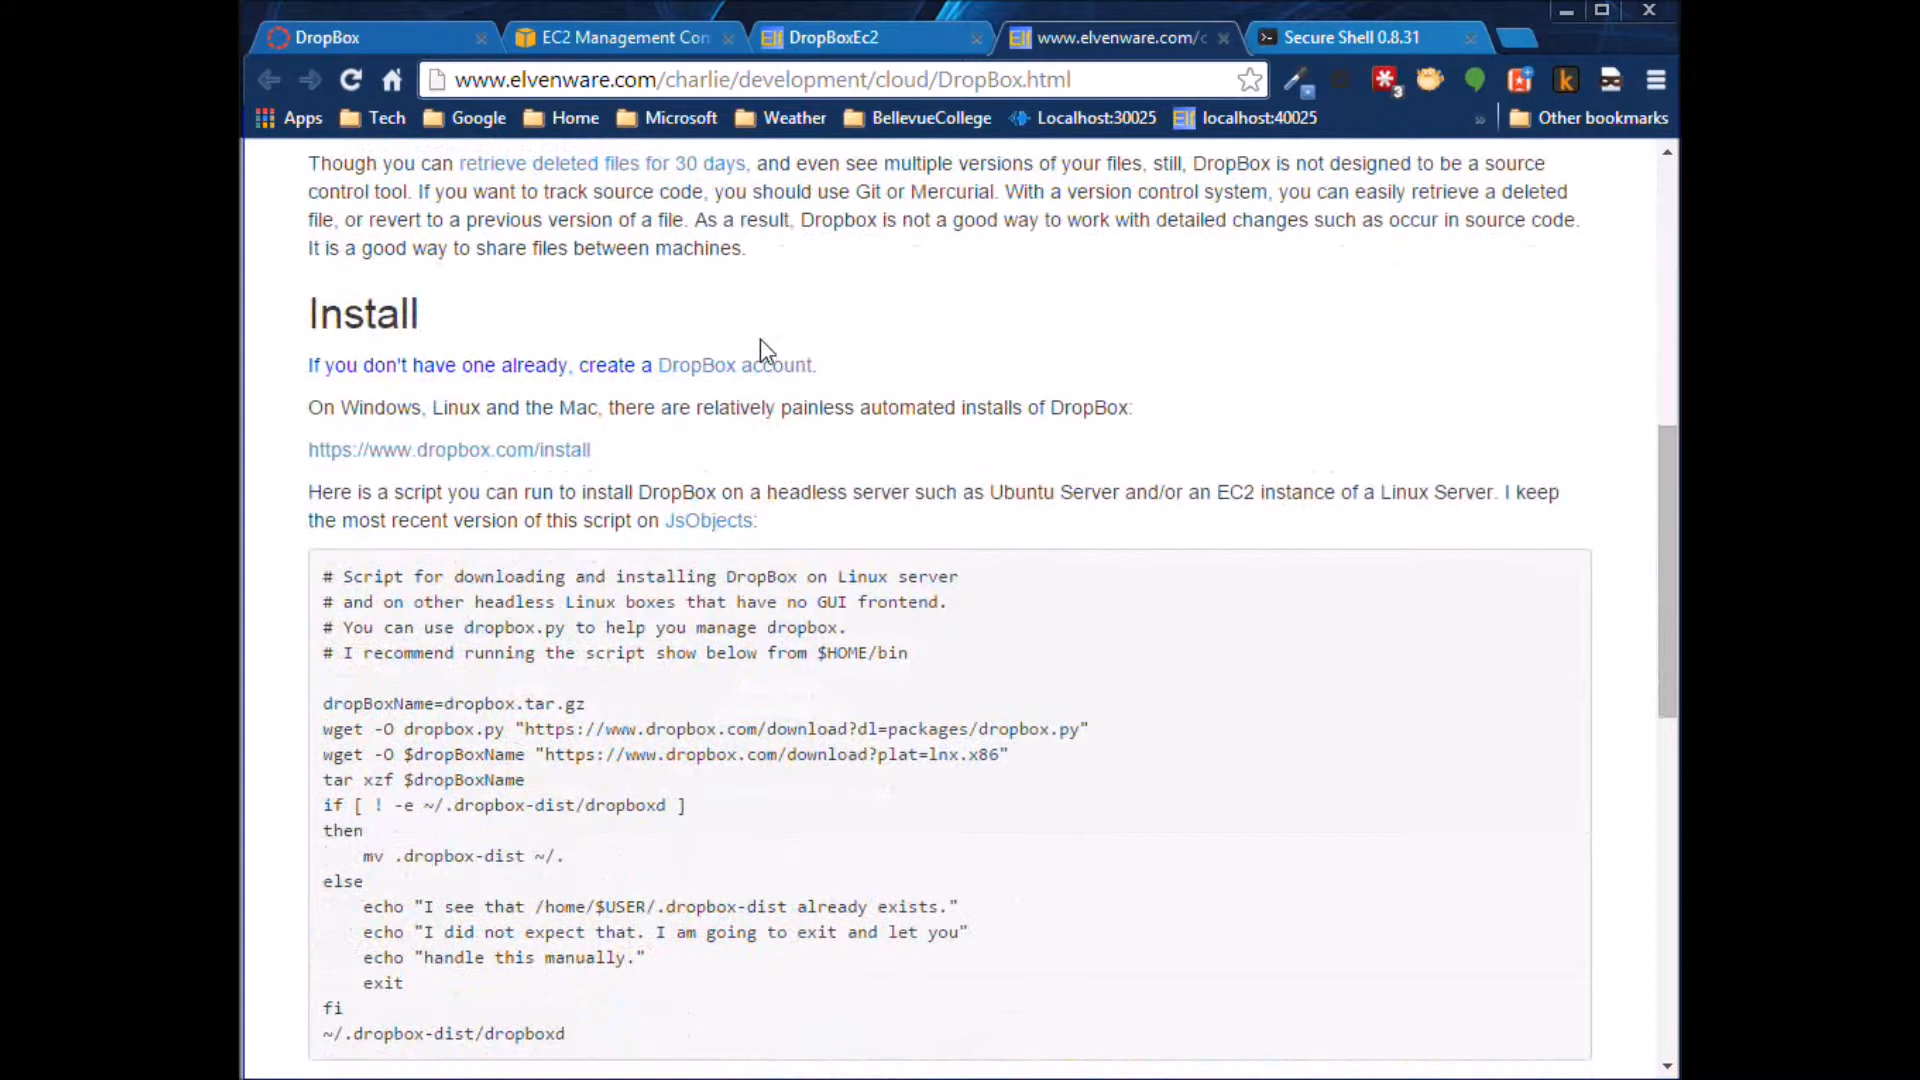 DropBox
EC2 Management Con
DropBoxEc2
www.elvenware.com/c
Secure Shell 0.8.31
www.elvenware.com/charlie/development/cloud/DropBox.html
3
k
Apps
Tech
Google
Home
Microsoft
Weather
BellevueCollege
Localhost:30025
Elf localhost:40025
»
Other bookmarks
Though you can retrieve deleted files for 30 days, and even see multiple versions of your files, still, DropBox is not designed to be a source
control tool. If you want to track source code, you should use Git or Mercurial. With a version control system, you can easily retrieve a deleted
file, or revert to a previous version of a file. As a result, Dropbox is not a good way to work with detailed changes such as occur in source code.
It is a good way to share files between machines.
Install
If you don't have one already, create a DropBox account.
On Windows, Linux and the Mac, there are relatively painless automated installs of DropBox:
https://www.dropbox.com/install
Here is a script you can run to install DropBox on a headless server such as Ubuntu Server and/or an EC2 instance of a Linux Server. I keep
the most recent version of this script on JsObjects:
# Script for downloading and installing DropBox on Linux server
# and on other headless Linux boxes that have no GUI frontend.
# You can use dropbox.py to help you manage dropbox.
# I recommend running the script show below from $HOME/bin
dropBoxName=dropbox.tar.gz
wget -O dropbox.py "https://www.dropbox.com/download?dl=packages/dropbox.py"
wget -O $dropBoxName "https://www.dropbox.com/download?plat=lnx.x86"
tar xzf $dropBoxName
if [ ! -e ~/.dropbox-dist/dropboxd ]
then
mv .dropbox-dist ~/.
else
echo "I see that /home/$USER/.dropbox-dist already exists."
echo "I did not expect that. I am going to exit and let you"
echo "handle this manually."
exit
fi
~/.dropbox-dist/dropboxd